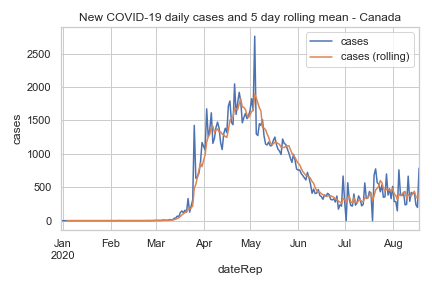 New COVID-19 daily cases and 5 day rolling mean - Canada
cases
cases (rolling)
2500
2000
1500
1000
500
0
cases
Jan Feb Mar Apr May Jun Jul Aug
2020
dateRep